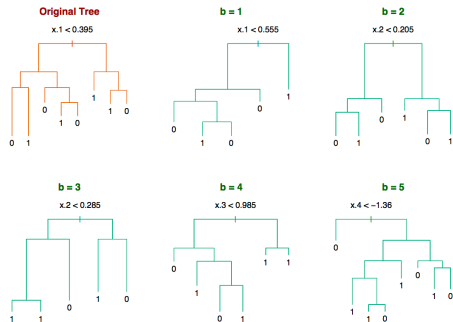 Original Tree b = 1 b = 2
x.1 < 0.395 x.1 < 0.555 x.2 < 0.205
1 1 0
0 1 0 0 1
1 0 0 1 0
0 1 1 0 1 0
b = 3 b = 4 b = 5
x.2 < 0.285 x.3 < 0.985 x.4 < −1.36
0
0 1 1 0 1
1 0 1 1 0
0 1
1 1 0 1 1 1 0